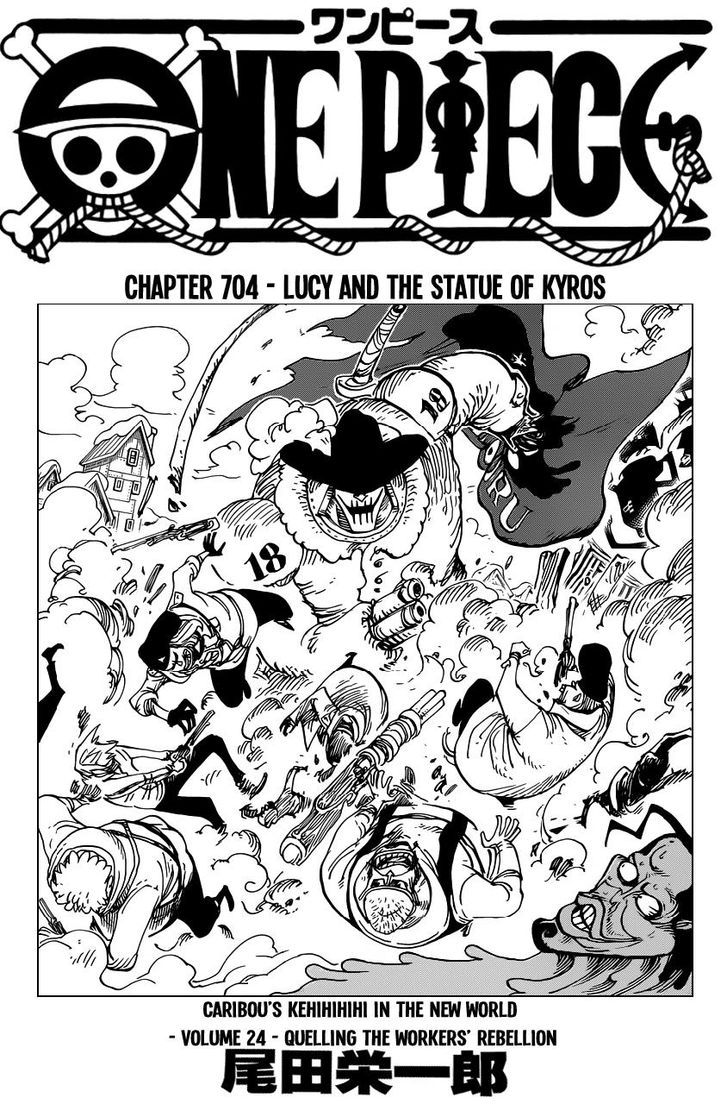 ワンピース
ONE PIECE
CHAPTER 704 - LUCY AND THE STATUE OF KYROS
18
18
CARIBOU'S KEHIHIHIHI IN THE NEW WORLD
- VOLUME 24 - QUELLING THE WORKERS' REBELLION
尾田栄一郎